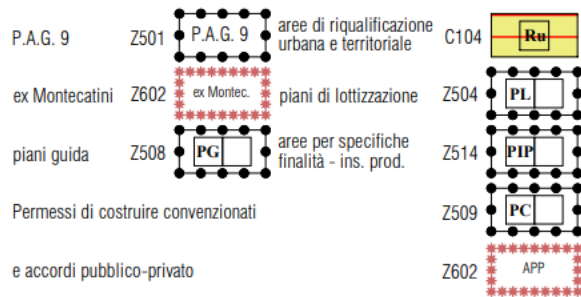 P.A.G. 9 Z501 P.A.G. 9 aree di riqualificazione urbana e territoriale C104 Ru
ex Montecatini Z602 ex Montec. piani di lottizzazione Z504 PL
piani guida Z508 PG aree per specifiche finalità - ins. prod. Z514 PIP
Permessi di costruire convenzionati Z509 PC
e accordi pubblico-privato Z602 APP